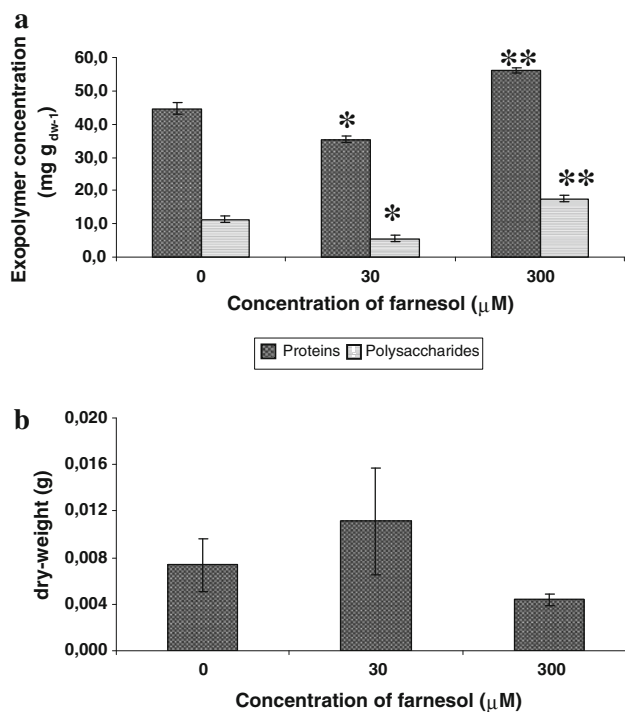 a
Exopolymer concentration
(mg g dw-1)
60,0
50,0
40,0
30,0
20,0
10,0
0,0
* * ** **
0 30 300
Concentration of farnesol (µM)
Proteins Polysaccharides
b
dry-weight (g)
0,020
0,016
0,012
0,008
0,004
0,000
0 30 300
Concentration of farnesol (µM)